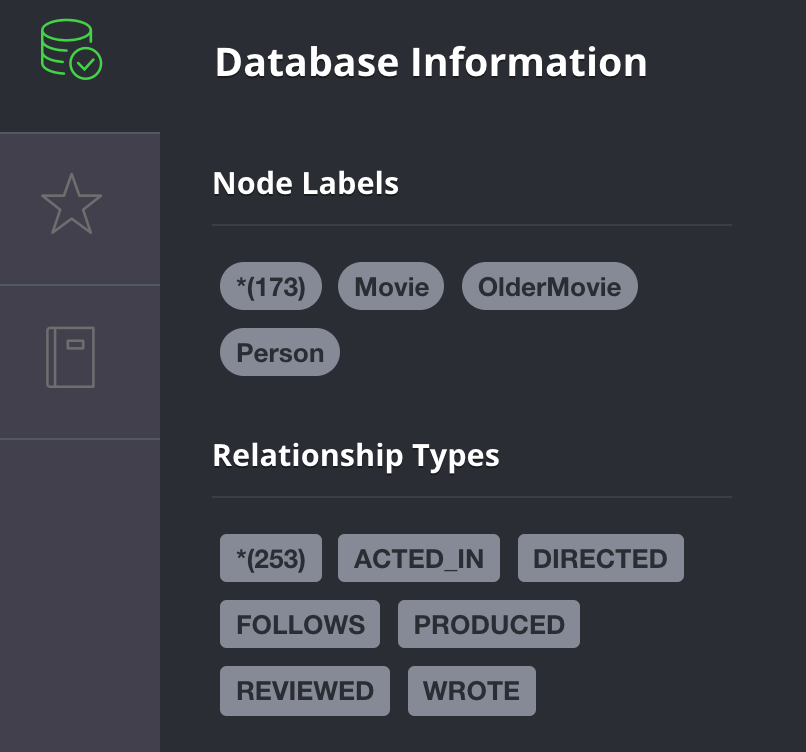 Database Information
Node Labels
*(173) Movie OlderMovie
Person
Relationship Types
*(253) ACTED_IN DIRECTED
FOLLOWS PRODUCED
REVIEWED WROTE